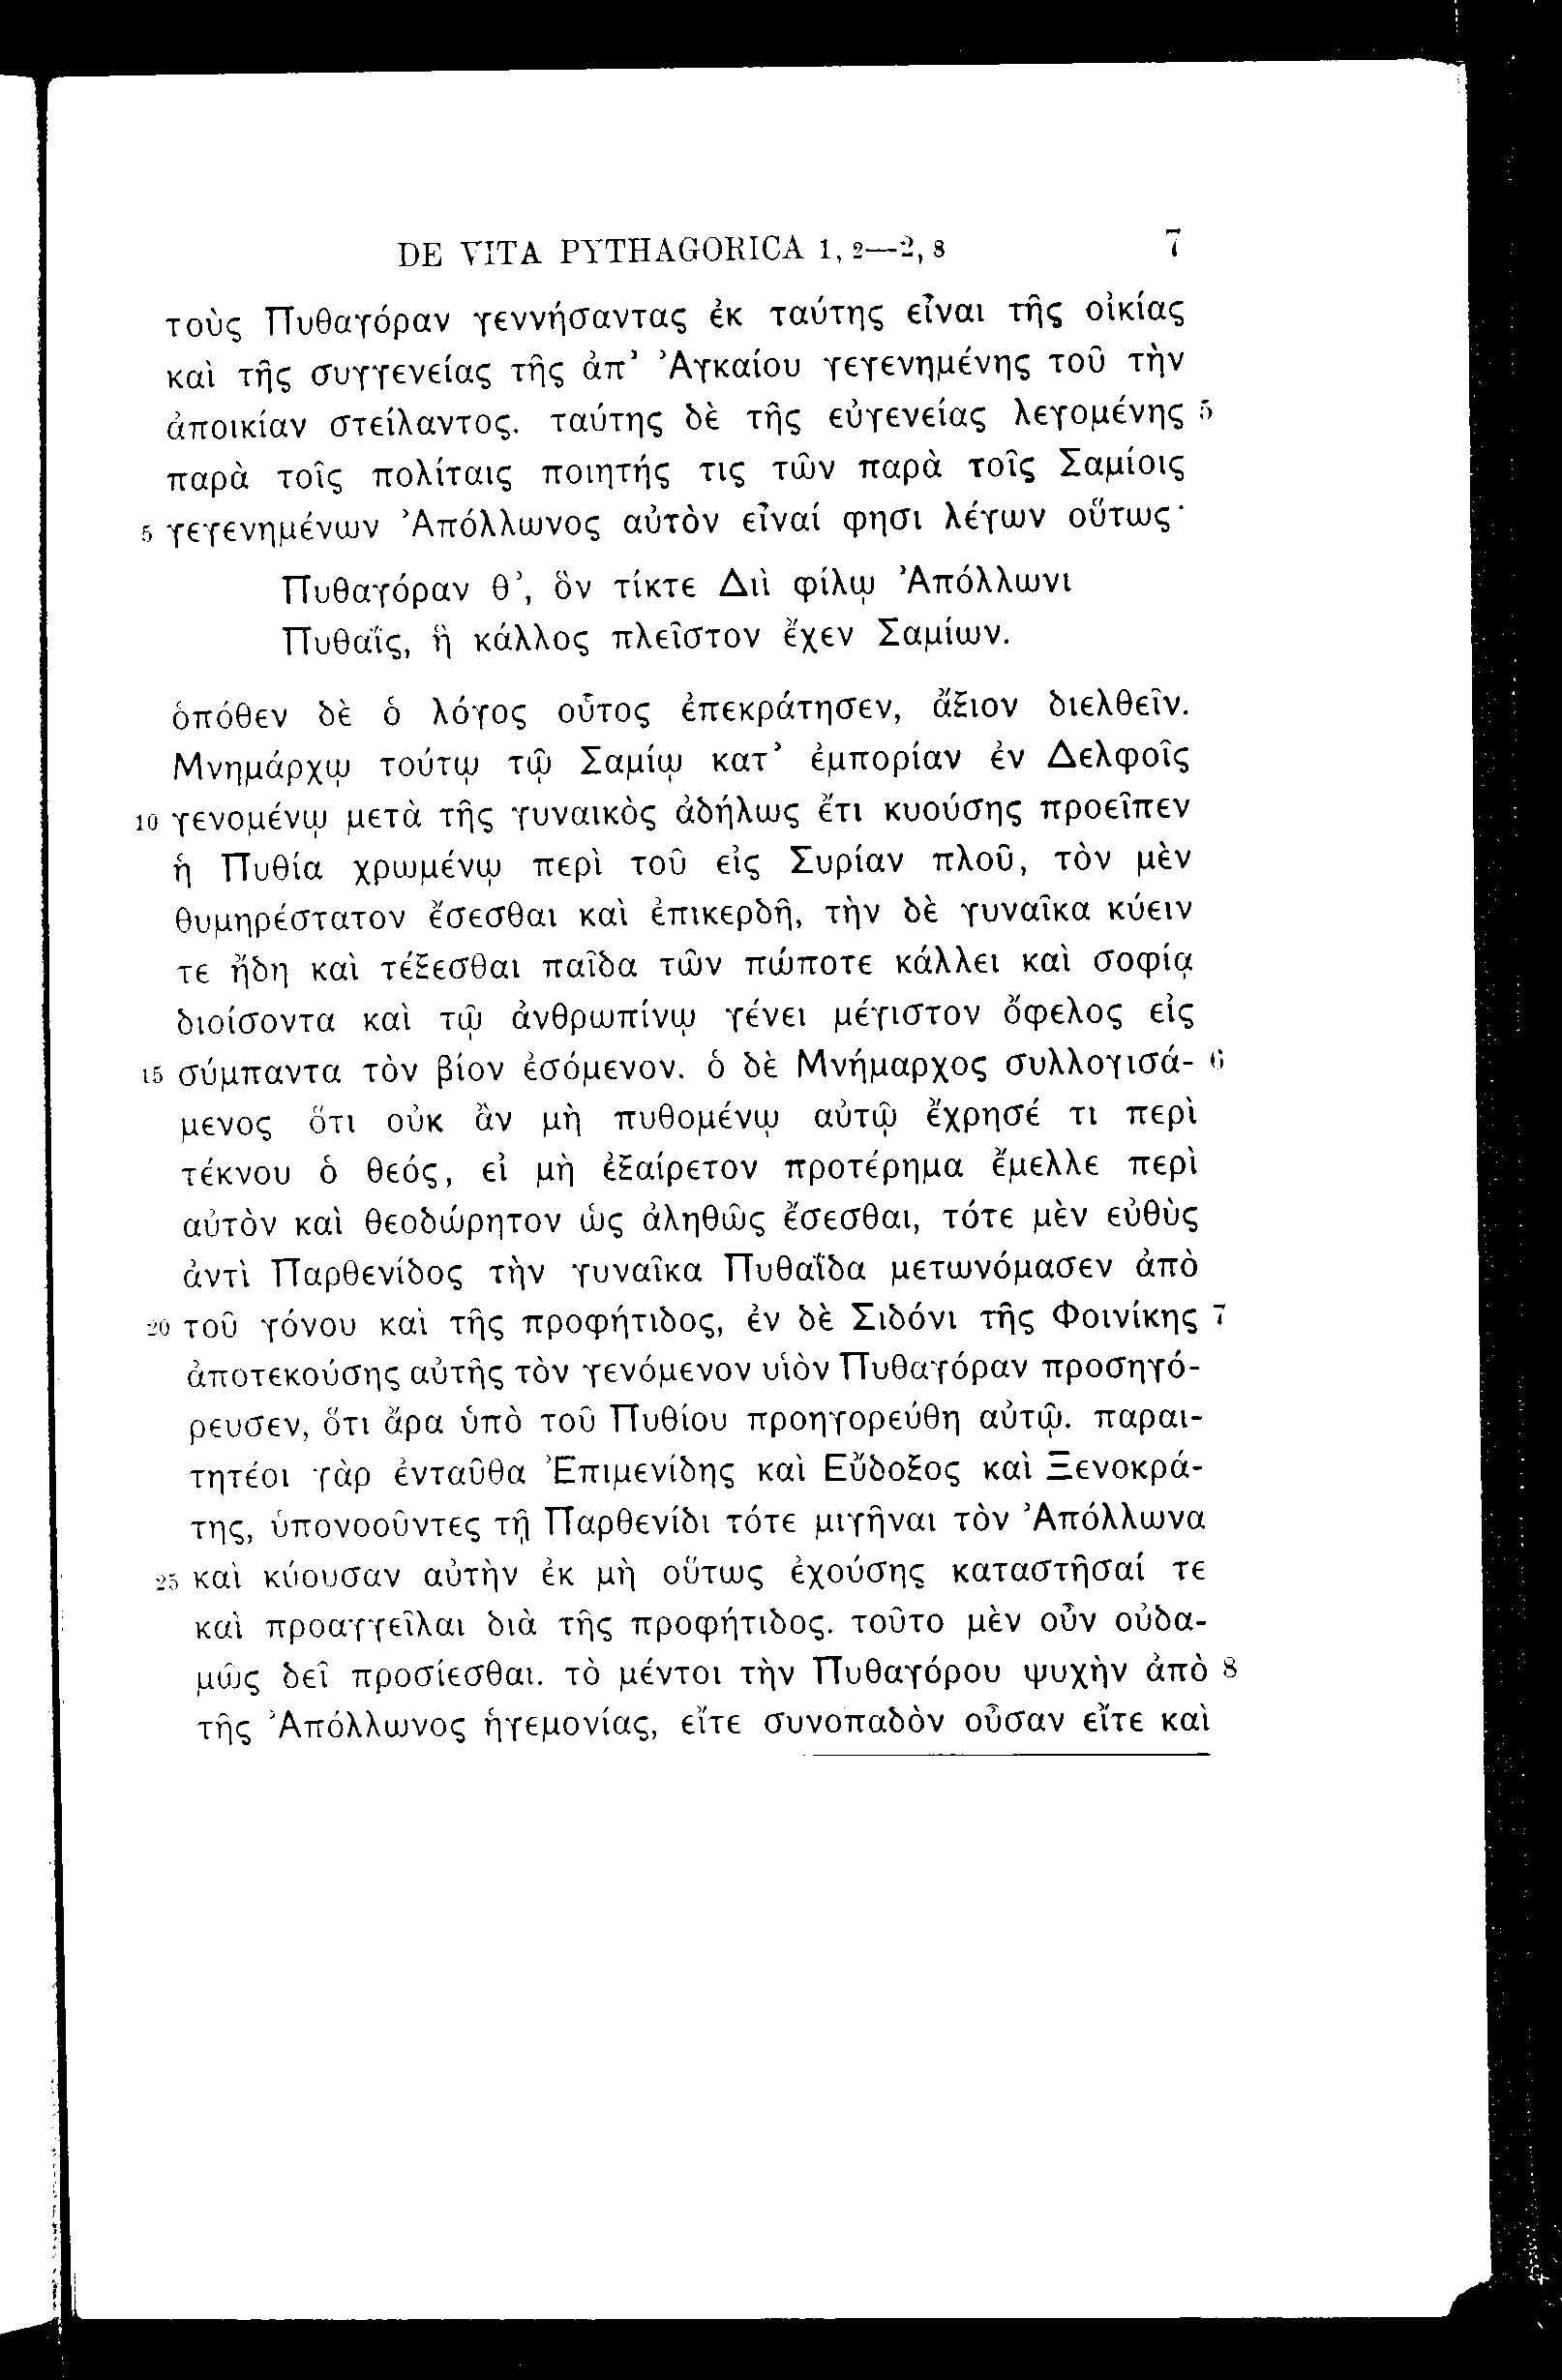 DE VITA PYTHAGORICA 1, 2—2, 8 7
τοὺς Πυθαγόραν γεννήσαντας ἐκ ταύτης εἶναι τῆς οἰκίας
καὶ τῆς συγγενείας τῆς ἀπ’ Ἀγκαίου γεγενημένης τοῦ τὴν
ἀποικίαν στείλαντος. ταύτης δὲ τῆς εὐγενείας λεγομένης 5
παρὰ τοῖς πολίταις ποιητής τις τῶν παρὰ τοῖς Σαμίοις
5 γεγενημένων Ἀπόλλωνος αὐτὸν εἶναί φησι λέγων οὕτως·
Πυθαγόραν θ’, ὃν τίκτε Διὶ φίλῳ Ἀπόλλωνι
Πυθαΐς, ἣ κάλλος πλεῖστον ἔχεν Σαμίων.
ὁπόθεν δὲ ὁ λόγος οὗτος ἐπεκράτησεν, ἄξιον διελθεῖν.
Μνημάρχῳ τούτῳ τῷ Σαμίῳ κατ’ ἐμπορίαν ἐν Δελφοῖς
10 γενομένῳ μετὰ τῆς γυναικὸς ἀδήλως ἔτι κυούσης προεῖπεν
ἡ Πυθία χρωμένῳ περὶ τοῦ εἰς Συρίαν πλοῦ, τὸν μὲν
θυμηρέστατον ἔσεσθαι καὶ ἐπικερδῆ, τὴν δὲ γυναῖκα κύειν
τε ἤδη καὶ τέξεσθαι παῖδα τῶν πώποτε κάλλει καὶ σοφίᾳ
διοίσοντα καὶ τῷ ἀνθρωπίνῳ γένει μέγιστον ὄφελος εἰς
15 σύμπαντα τὸν βίον ἐσόμενον. ὁ δὲ Μνήμαρχος συλλογισά- 6
μενος ὅτι οὐκ ἂν μὴ πυθομένῳ αὐτῷ ἔχρησέ τι περὶ
τέκνου ὁ θεός, εἰ μὴ ἐξαίρετον προτέρημα ἔμελλε περὶ
αὐτὸν καὶ θεοδώρητον ὡς ἀληθῶς ἔσεσθαι, τότε μὲν εὐθὺς
ἀντὶ Παρθενίδος τὴν γυναῖκα Πυθαΐδα μετωνόμασεν ἀπὸ
20 τοῦ γόνου καὶ τῆς προφήτιδος, ἐν δὲ Σιδόνι τῆς Φοινίκης 7
ἀποτεκούσης αὐτῆς τὸν γενόμενον υἱὸν Πυθαγόραν προσηγό-
ρευσεν, ὅτι ἄρα ὑπὸ τοῦ Πυθίου προηγορεύθη αὐτῷ. παραι-
τητέοι γὰρ ἐνταῦθα Ἐπιμενίδης καὶ Εὔδοξος καὶ Ξενοκρά-
της, ὑπονοοῦντες τῇ Παρθενίδι τότε μιγῆναι τὸν Ἀπόλλωνα
25 καὶ κύουσαν αὐτὴν ἐκ μὴ οὕτως ἐχούσης καταστῆσαί τε
καὶ προαγγεῖλαι διὰ τῆς προφήτιδος. τοῦτο μὲν οὖν οὐδα-
μῶς δεῖ προσίεσθαι. τὸ μέντοι τὴν Πυθαγόρου ψυχὴν ἀπὸ 8
τῆς Ἀπόλλωνος ἡγεμονίας, εἴτε συνοπαδὸν οὖσαν εἴτε καὶ